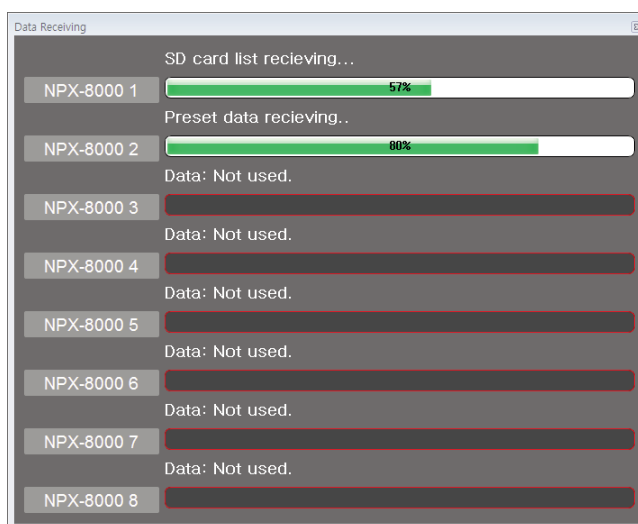 Data Receiving
SD card list recieving...
NPX-8000 1
57%
Preset data recieving..
NPX-8000 2
80%
Data: Not used.
NPX-8000 3
Data: Not used.
NPX-8000 4
Data: Not used.
NPX-8000 5
Data: Not used.
NPX-8000 6
Data: Not used.
NPX-8000 7
Data: Not used.
NPX-8000 8